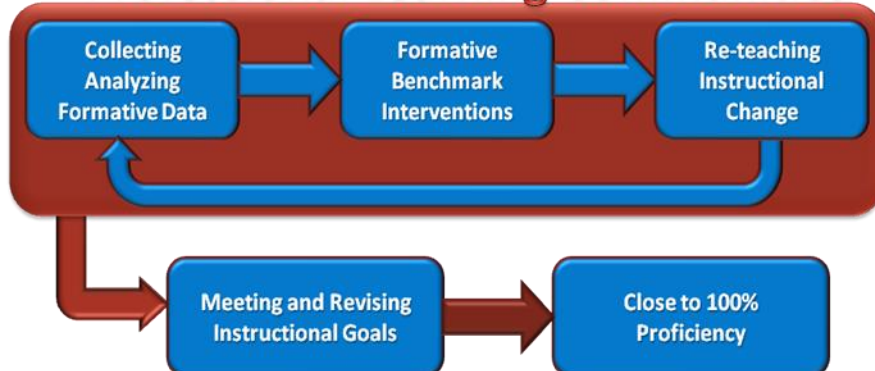 Collecting
Analyzing
Formative Data
Formative
Benchmark
Interventions
Re-teaching
Instructional
Change
Meeting and Revising
Instructional Goals
Close to 100%
Proficiency